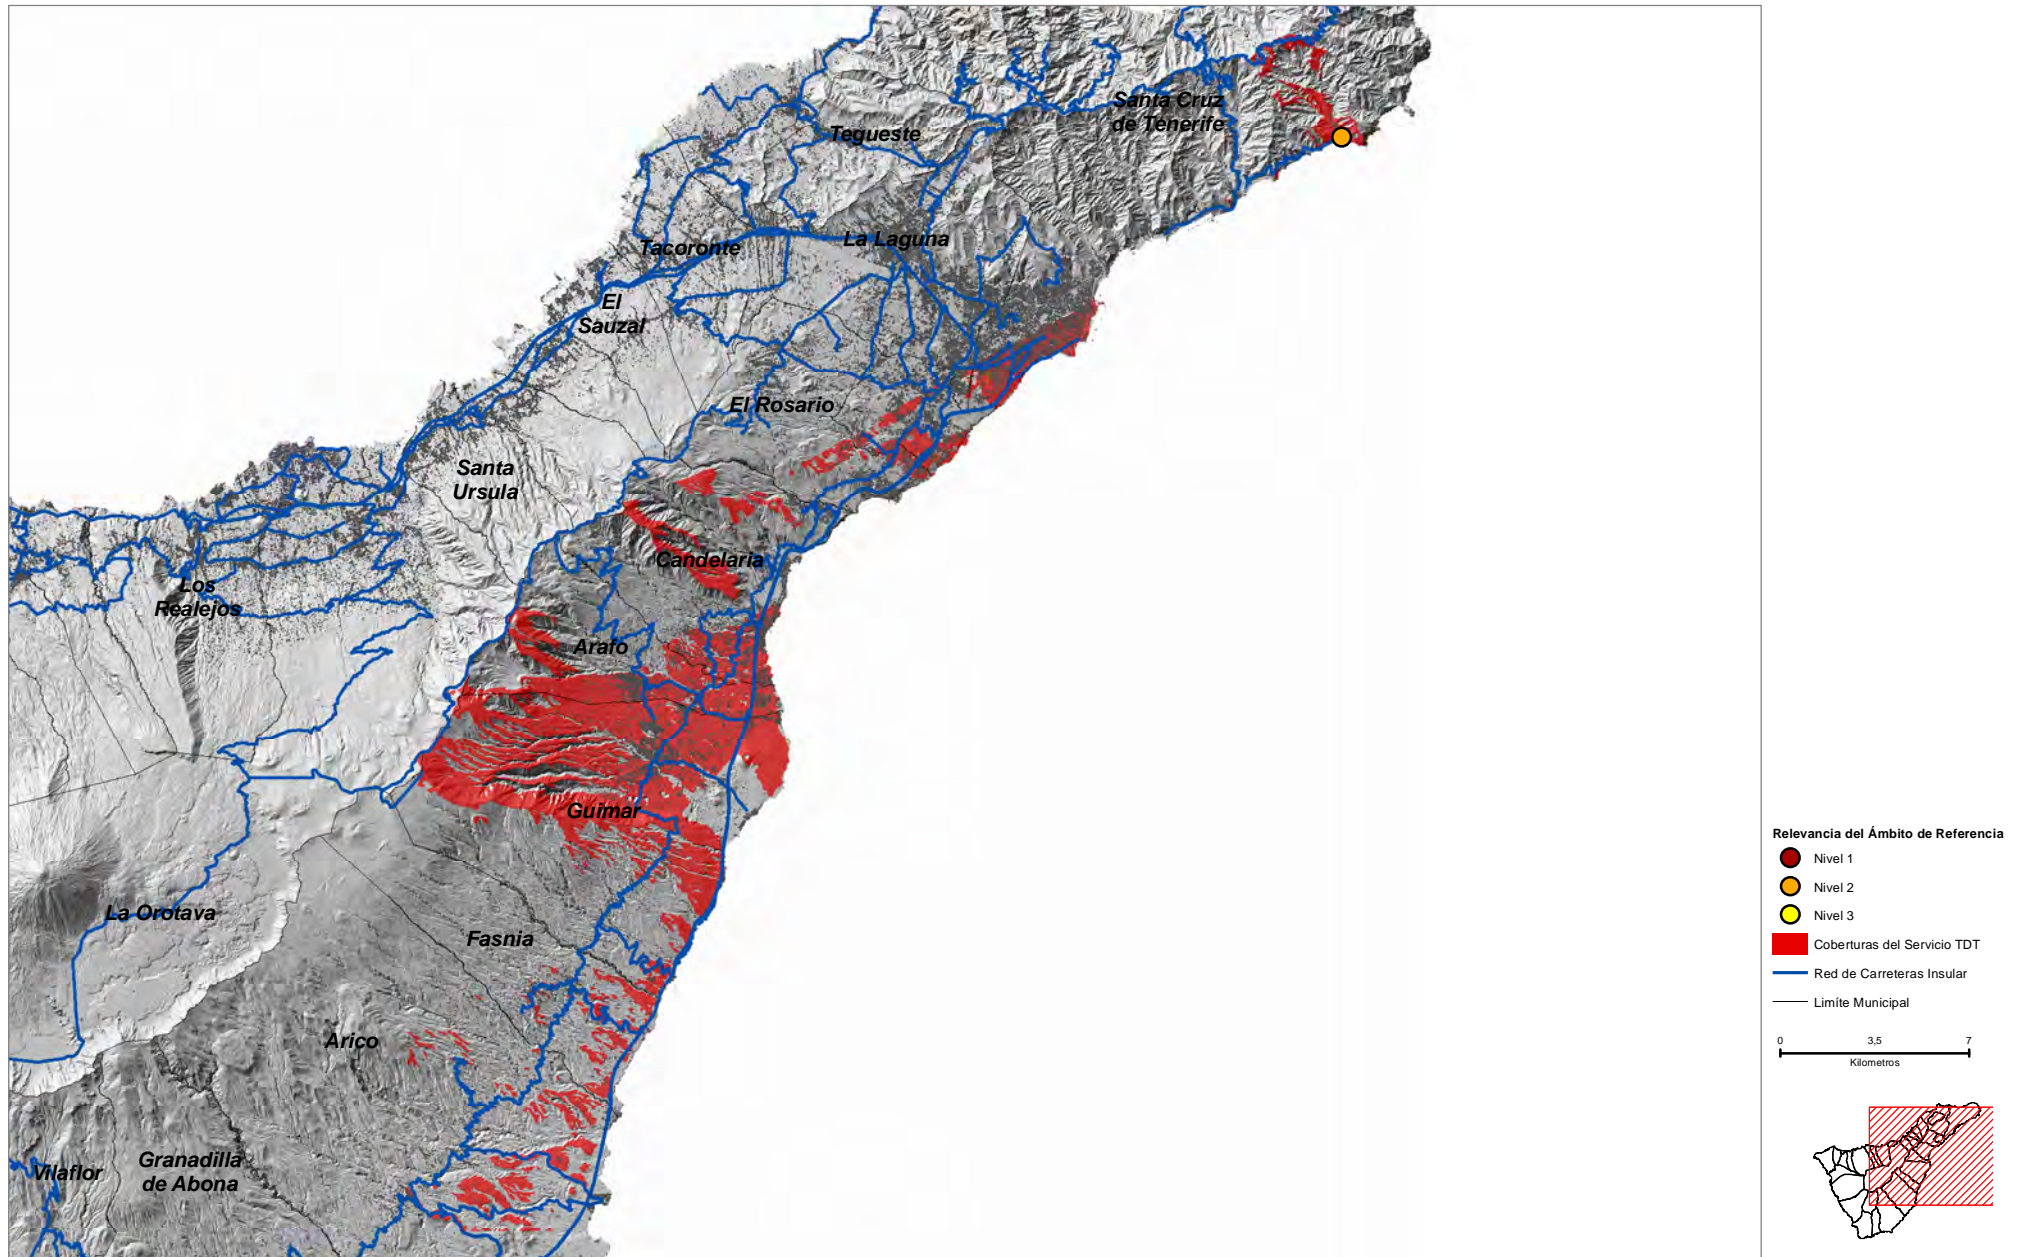 Santa Cruz
de Tenerife
Tegueste
La Laguna
Tacoronte
El
Sauzal
El Rosario
Santa
Ursula
Candelaria
Los
Realejos
Arafo
Guimar
La Orotava
Fasnia
Arico
Vilaflor
Granadilla
de Abona
Relevancia del Ámbito de Referencia
Nivel 1
Nivel 2
Nivel 3
Coberturas del Servicio TDT
Red de Carreteras Insular
Limíte Municipal
0 3,5 7
Kilometros